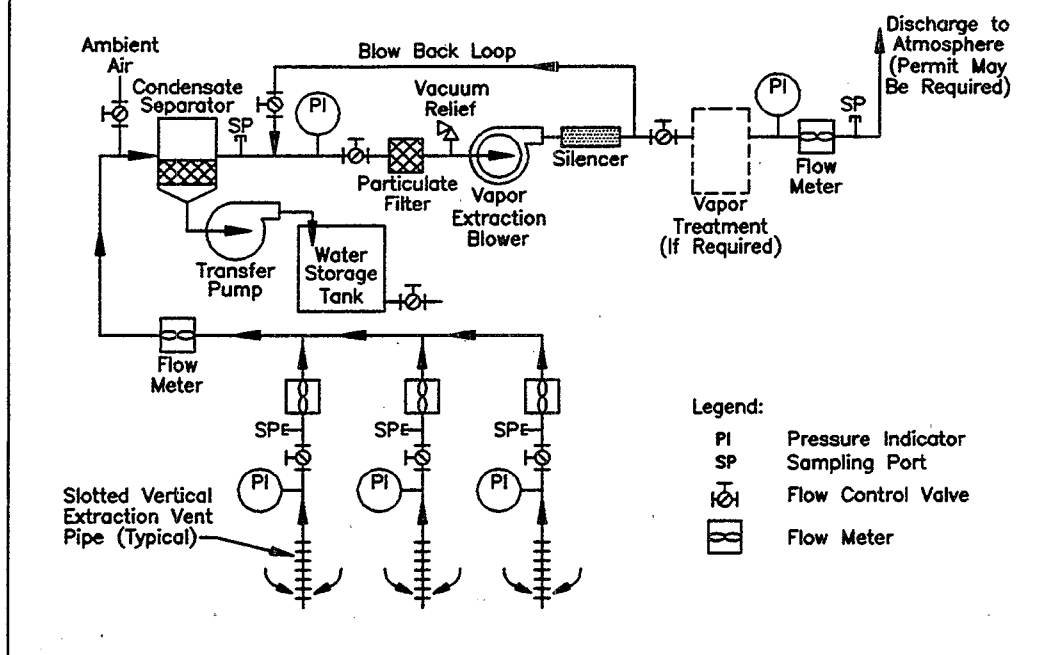 Ambient
Air
Condensate
Separator
SP
Blow Back Loop
PI
Vacuum
Relief
Particulate
Filter
Vapor
Extraction
Blower
Silencer
Vapor
Treatment
(If Required)
PI
SP
Flow
Meter
Discharge to
Atmosphere
(Permit May
Be Required)
Transfer
Pump
Water
Storage
Tank
Flow
Meter
SP
SP
SP
PI
PI
PI
Slotted Vertical
Extraction Vent
Pipe (Typical)
Legend:
PI Pressure Indicator
SP Sampling Port
Flow Control Valve
Flow Meter